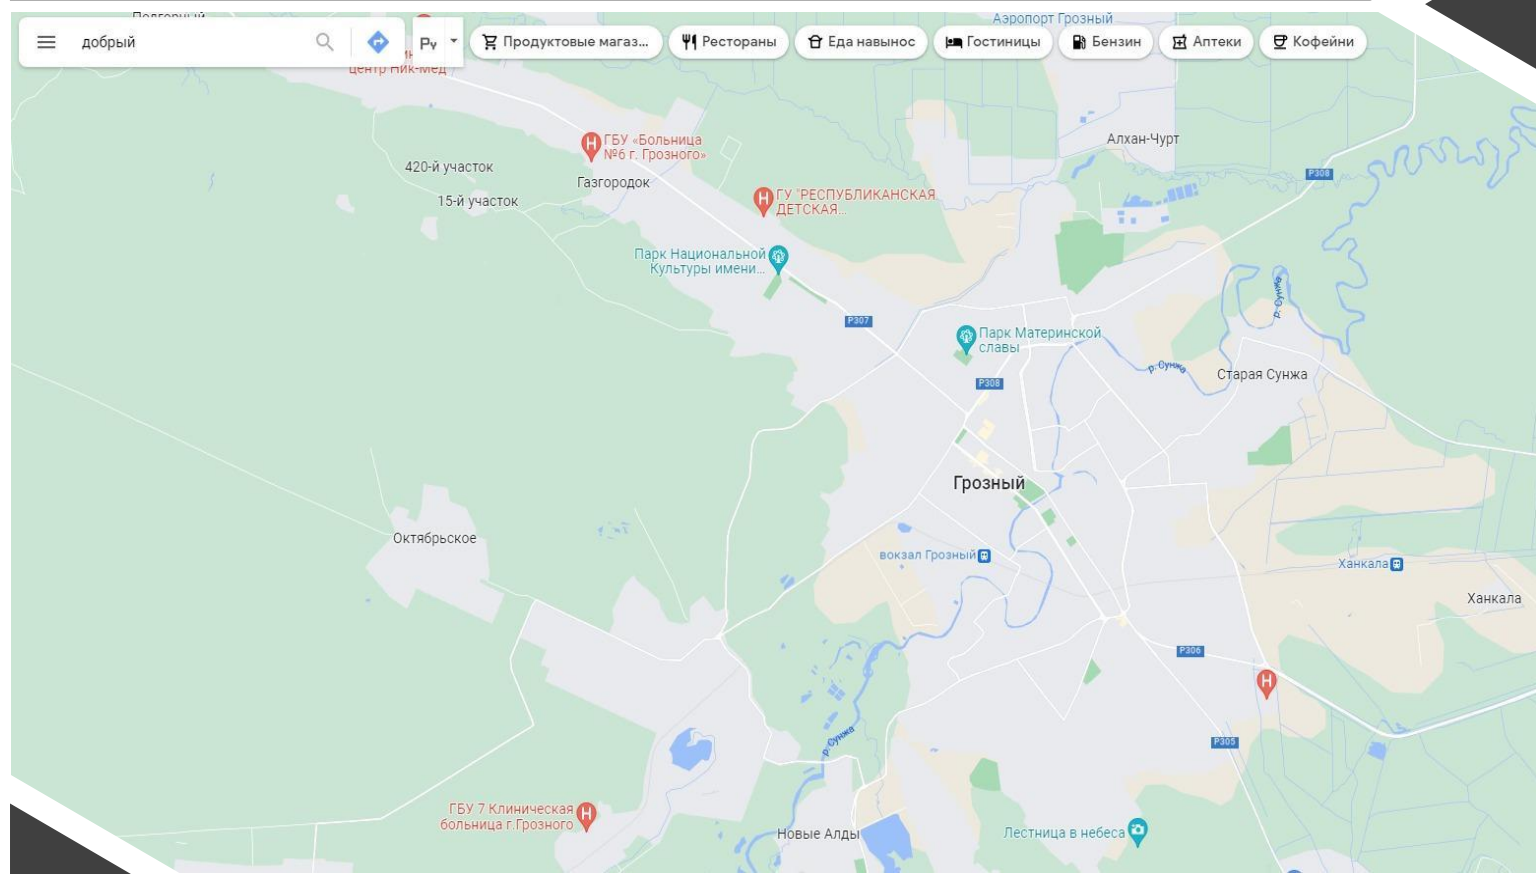 Подгорный
добрый
Ру
Продуктовые магаз...
Рестораны
Еда навынос
Гостиницы
Бензин
Аптеки
Кофейни
Аэропорт Грозный
центр Ник-Мед
ГБУ «Больница
№6 г. Грозного»
Алхан-Чурт
420-й участок
Газгородок
P308
15-й участок
ГУ "РЕСПУБЛИКАНСКАЯ
ДЕТСКАЯ...
Парк Национальной
Культуры имени...
р. Сунжа
P307
Парк Материнской
славы
р. Сунжа
Старая Сунжа
P308
Грозный
Октябрьское
вокзал Грозный
Ханкала
Ханкала
P306
р. Сунжа
P305
ГБУ 7 Клиническая
больница г.Грозного
Новые Алды
Лестница в небеса